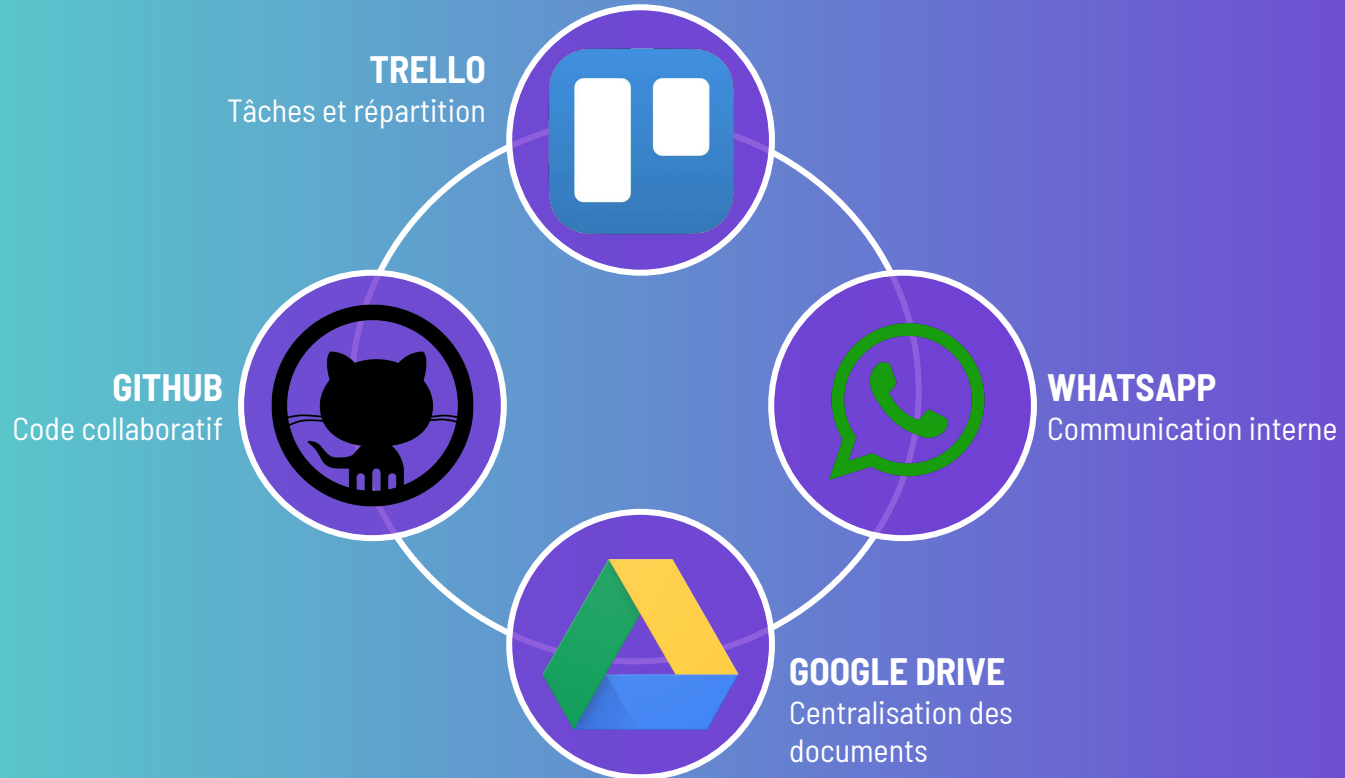 TRELLO
Tâches et répartition
GITHUB
Code collaboratif
WHATSAPP
Communication interne
GOOGLE DRIVE
Centralisation des
documents